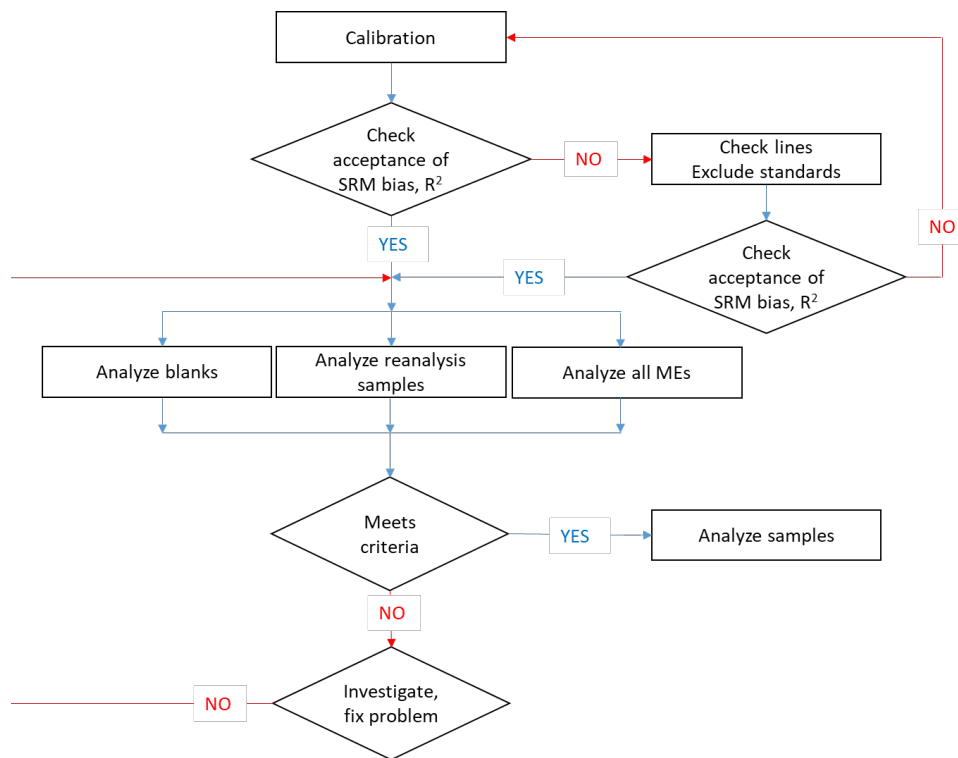 Calibration
Check
acceptance of
SRM bias, R²
NO
Check lines
Exclude standards
YES
NO
YES
Check
acceptance of
SRM bias, R²
Analyze blanks
Analyze reanalysis
samples
Analyze all MEs
Meets
criteria
YES
Analyze samples
NO
Investigate,
fix problem
NO